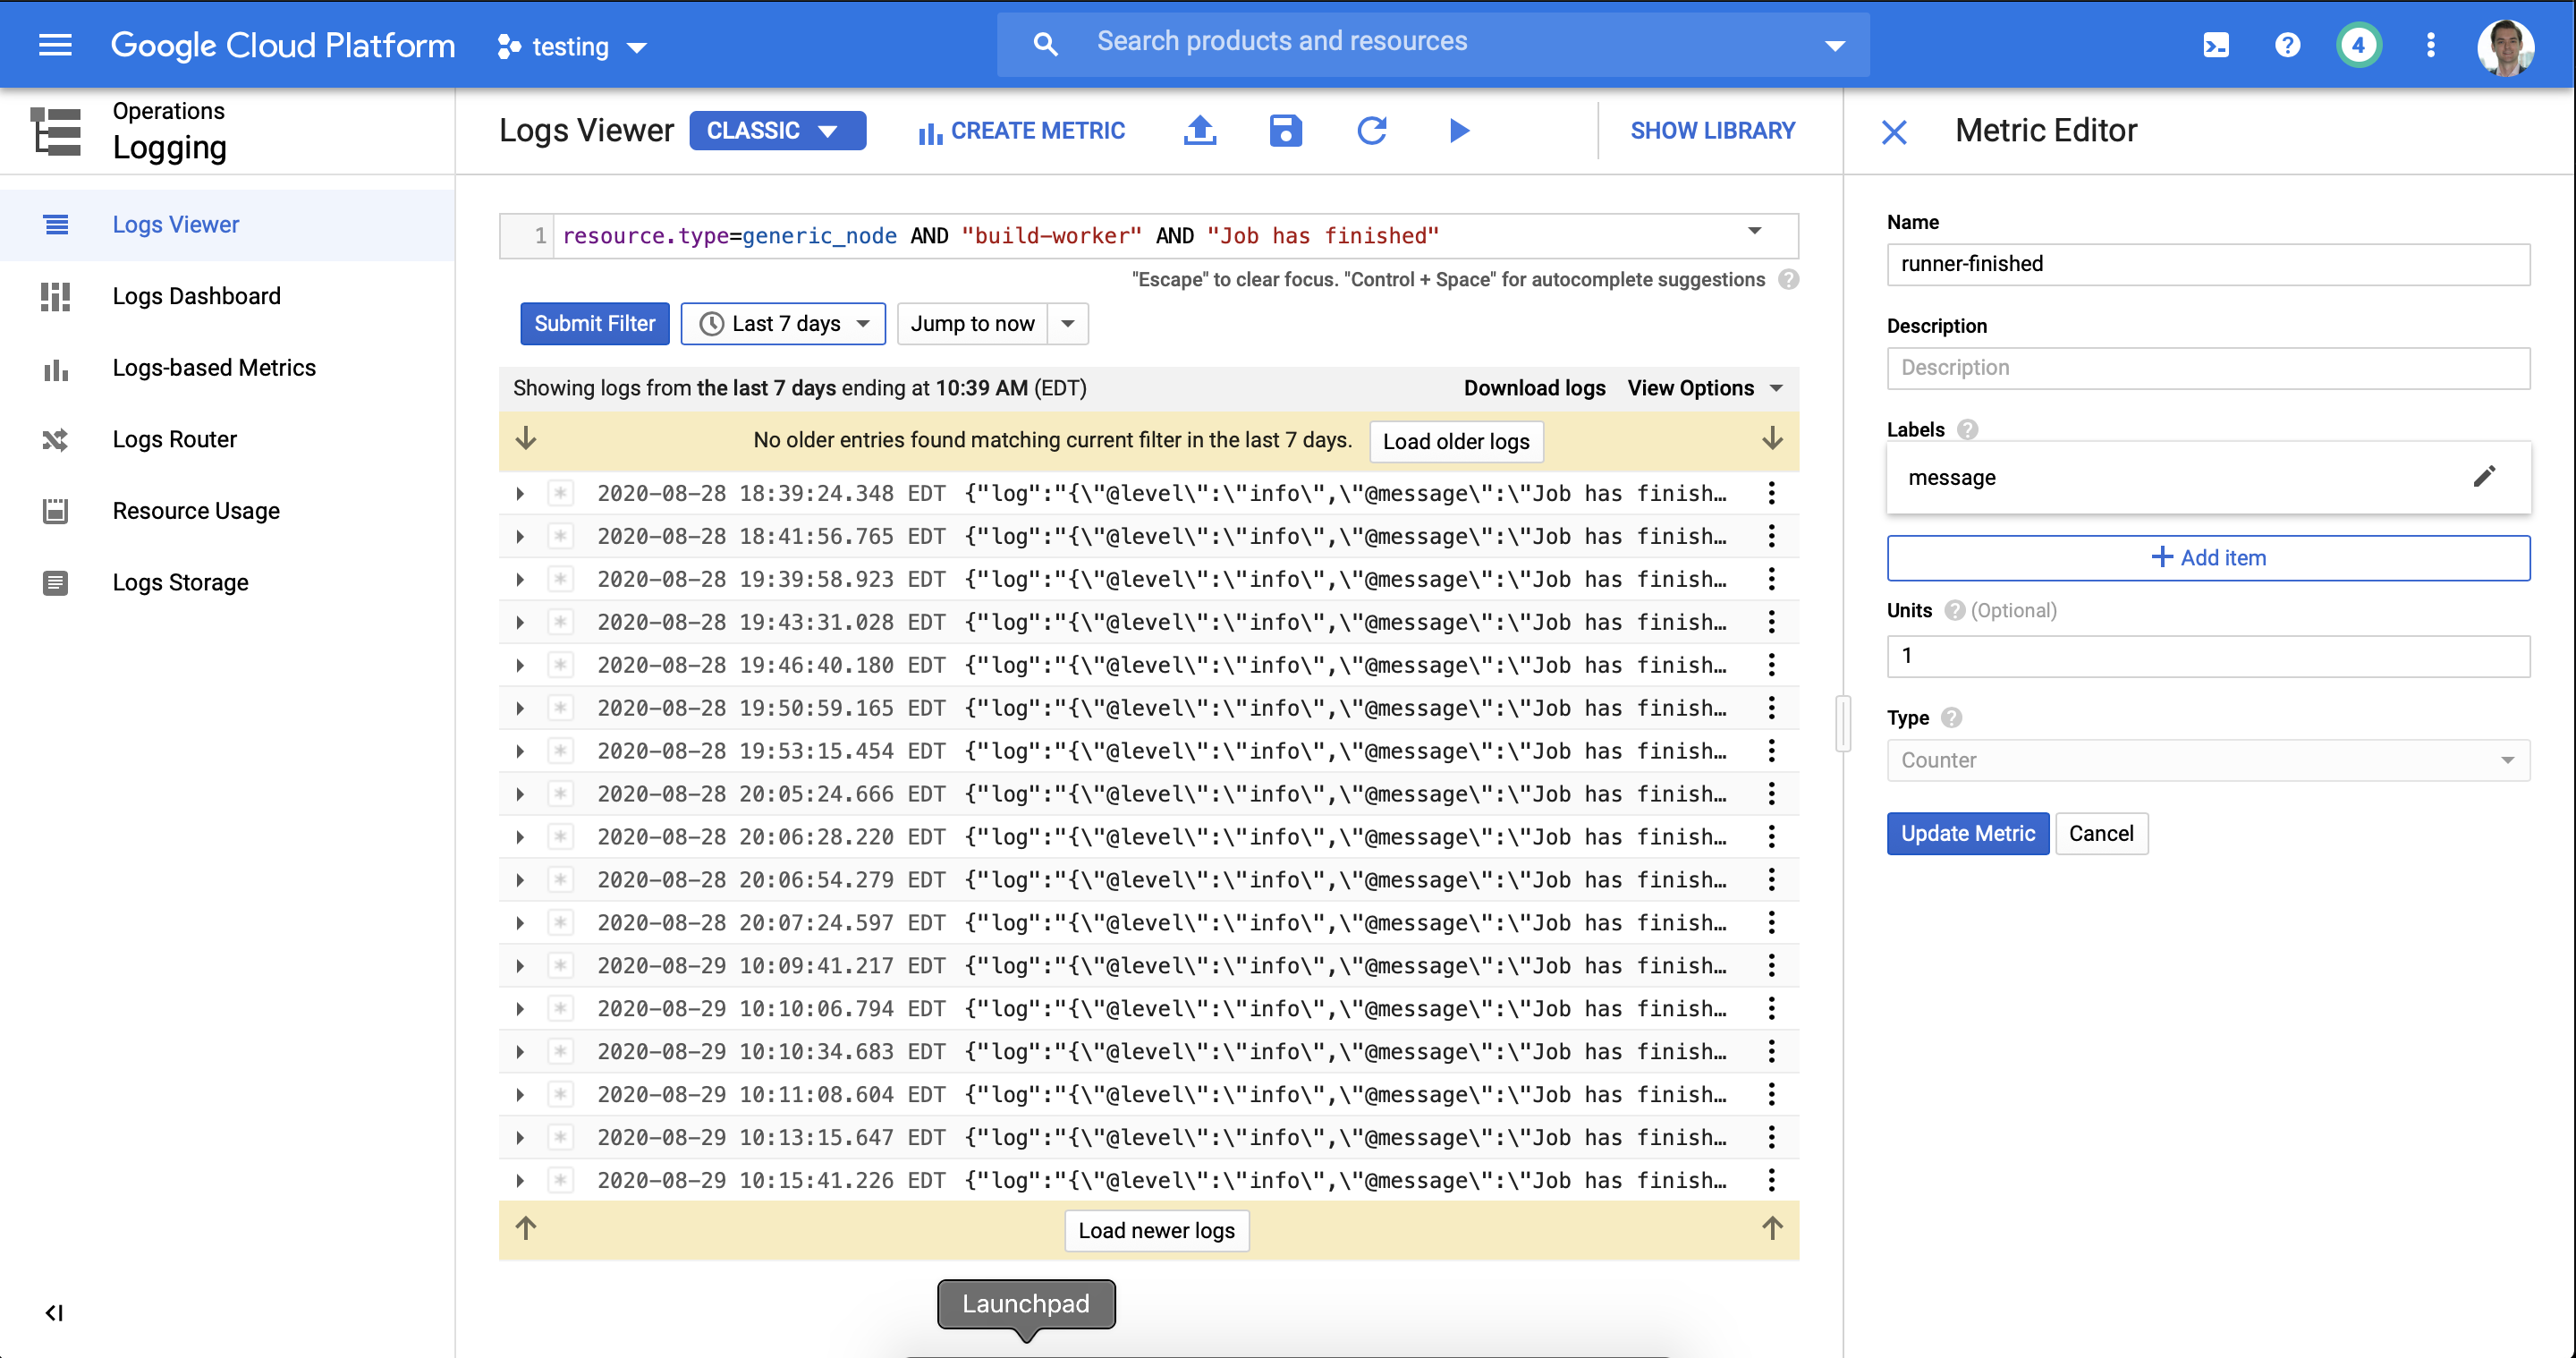 Google Cloud Platform
testing
Search products and resources
4
Operations
Logging
Logs Viewer
Logs Dashboard
Logs-based Metrics
Logs Router
Resource Usage
Logs Storage
Logs Viewer
CLASSIC
CREATE METRIC
SHOW LIBRARY
1 resource.type=generic_node AND "build-worker" AND "Job has finished"
"Escape" to clear focus. "Control + Space" for autocomplete suggestions ?
Submit Filter
Last 7 days
Jump to now
Showing logs from the last 7 days ending at 10:39 AM (EDT)
Download logs
View Options
No older entries found matching current filter in the last 7 days.
Load older logs
2020-08-28 18:39:24.348 EDT {"log":"{\"@level\":\"info\",\"@message\":\"Job has finish…
2020-08-28 18:41:56.765 EDT {"log":"{\"@level\":\"info\",\"@message\":\"Job has finish…
2020-08-28 19:39:58.923 EDT {"log":"{\"@level\":\"info\",\"@message\":\"Job has finish…
2020-08-28 19:43:31.028 EDT {"log":"{\"@level\":\"info\",\"@message\":\"Job has finish…
2020-08-28 19:46:40.180 EDT {"log":"{\"@level\":\"info\",\"@message\":\"Job has finish…
2020-08-28 19:50:59.165 EDT {"log":"{\"@level\":\"info\",\"@message\":\"Job has finish…
2020-08-28 19:53:15.454 EDT {"log":"{\"@level\":\"info\",\"@message\":\"Job has finish…
2020-08-28 20:05:24.666 EDT {"log":"{\"@level\":\"info\",\"@message\":\"Job has finish…
2020-08-28 20:06:28.220 EDT {"log":"{\"@level\":\"info\",\"@message\":\"Job has finish…
2020-08-28 20:06:54.279 EDT {"log":"{\"@level\":\"info\",\"@message\":\"Job has finish…
2020-08-28 20:07:24.597 EDT {"log":"{\"@level\":\"info\",\"@message\":\"Job has finish…
2020-08-29 10:09:41.217 EDT {"log":"{\"@level\":\"info\",\"@message\":\"Job has finish…
2020-08-29 10:10:06.794 EDT {"log":"{\"@level\":\"info\",\"@message\":\"Job has finish…
2020-08-29 10:10:34.683 EDT {"log":"{\"@level\":\"info\",\"@message\":\"Job has finish…
2020-08-29 10:11:08.604 EDT {"log":"{\"@level\":\"info\",\"@message\":\"Job has finish…
2020-08-29 10:13:15.647 EDT {"log":"{\"@level\":\"info\",\"@message\":\"Job has finish…
2020-08-29 10:15:41.226 EDT {"log":"{\"@level\":\"info\",\"@message\":\"Job has finish…
Load newer logs
Launchpad
Metric Editor
Name
runner-finished
Description
Description
Labels ?
message
Add item
Units ? (Optional)
1
Type ?
Counter
Update Metric
Cancel